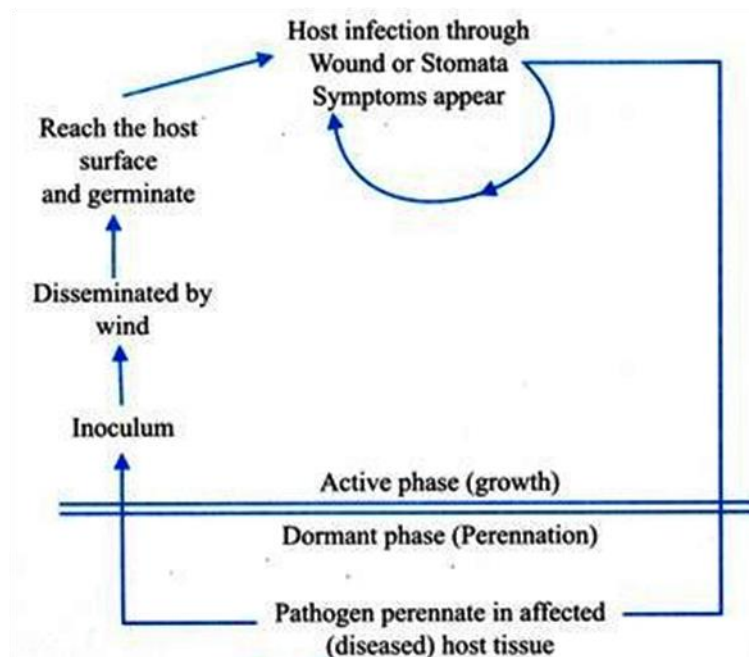 Host infection through
Wound or Stomata
Symptoms appear
Reach the host
surface
and germinate
Disseminated by
wind
Inoculum
Active phase (growth)
Dormant phase (Perennation)
Pathogen perennate in affected
(diseased) host tissue